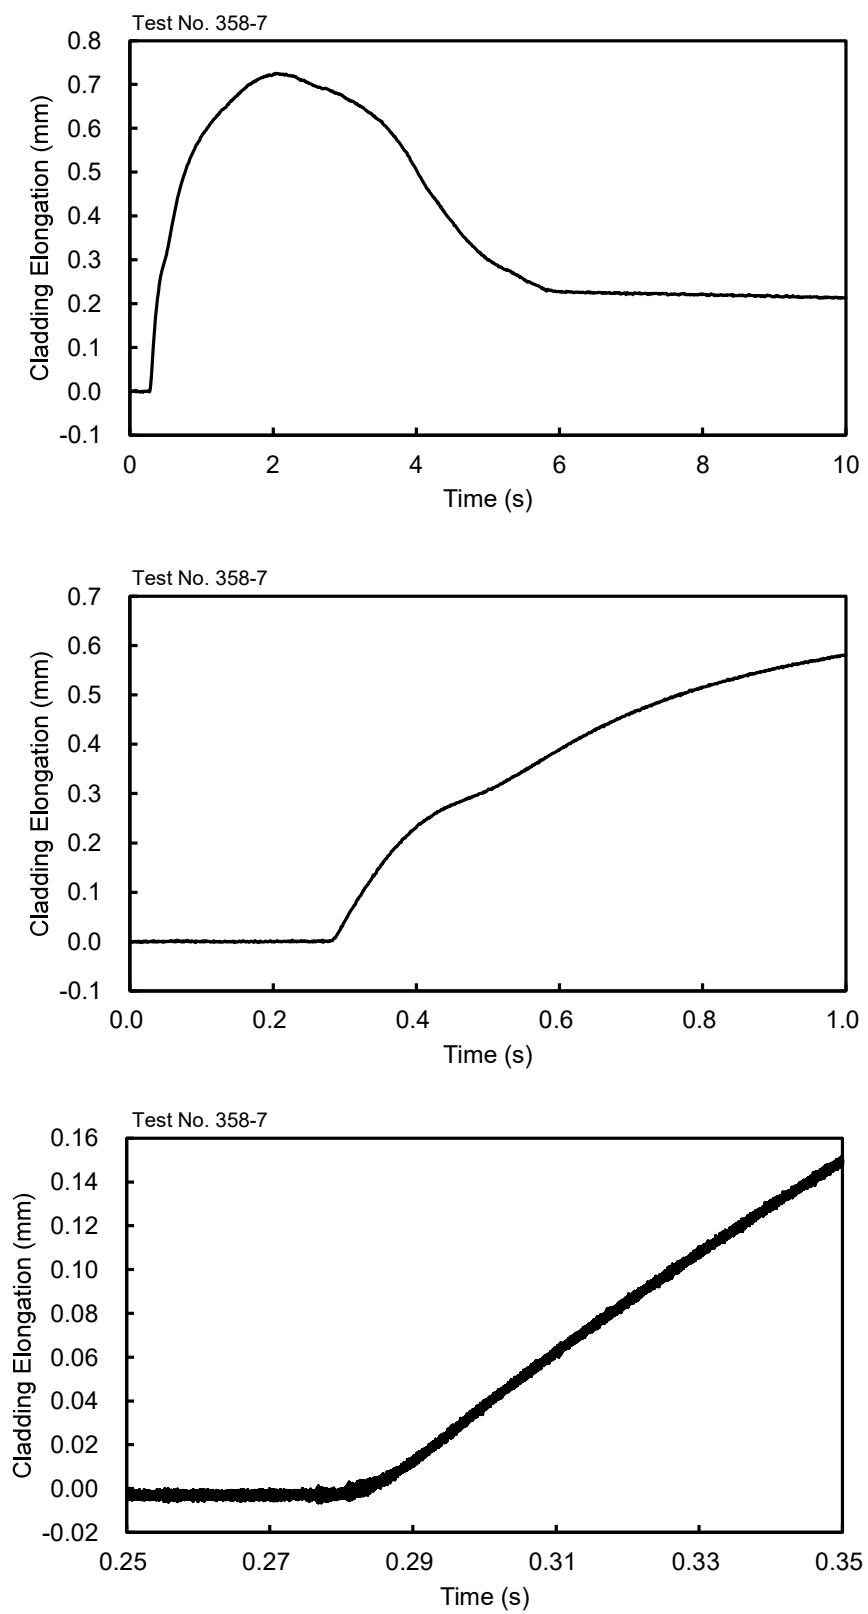 Test No. 358-7
0.8
0.7
0.6
0.5
0.4
0.3
0.2
0.1
0.0
-0.1
Cladding Elongation (mm)
0 2 4 6 8 10
Time (s)
Test No. 358-7
0.7
0.6
0.5
0.4
0.3
0.2
0.1
0.0
-0.1
Cladding Elongation (mm)
0.0 0.2 0.4 0.6 0.8 1.0
Time (s)
Test No. 358-7
0.16
0.14
0.12
0.10
0.08
0.06
0.04
0.02
0.00
-0.02
Cladding Elongation (mm)
0.25 0.27 0.29 0.31 0.33 0.35
Time (s)